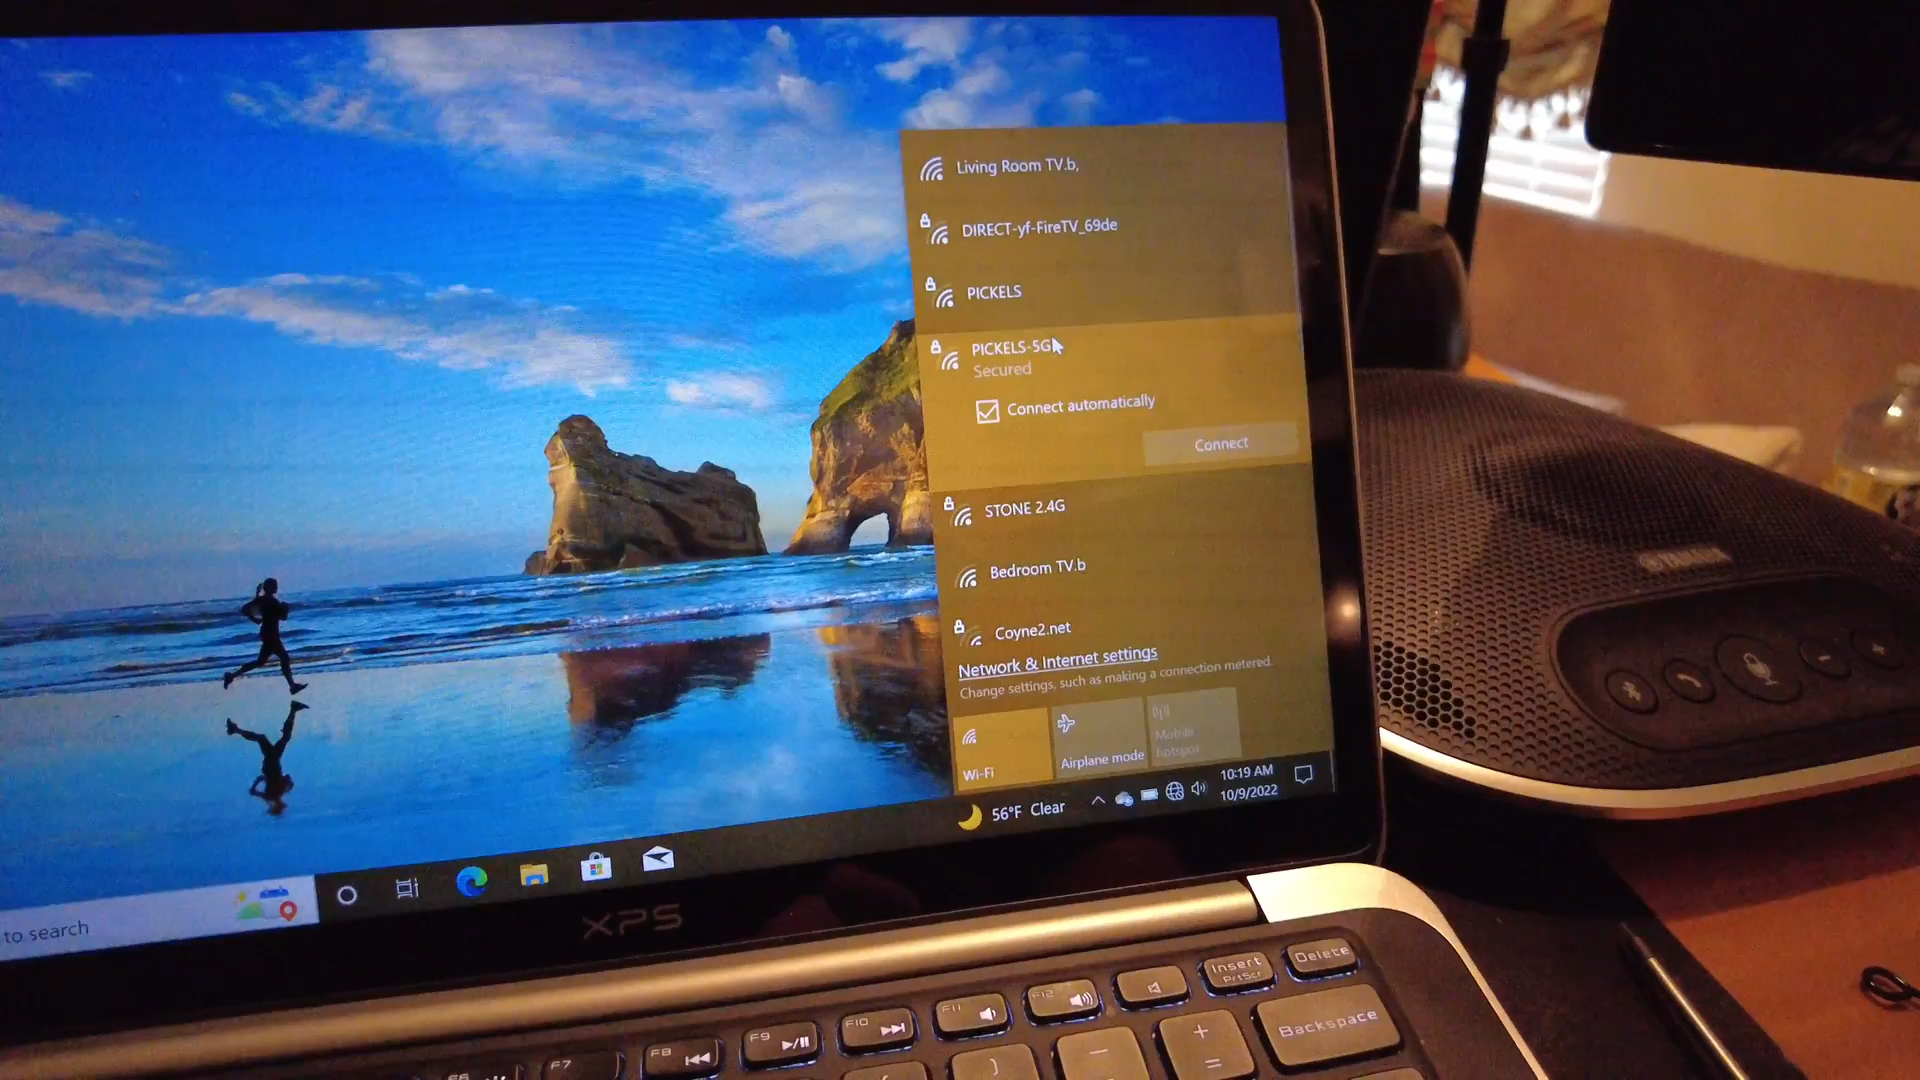 Living Room TV.b,
DIRECT-yf-FireTV_69de
PICKELS
PICKELS-5G
Secured
Connect automatically
Connect
STONE 2.4G
Bedroom TV.b
Coyne2.net
Network & Internet settings
Change settings, such as making a connection metered.
Wi-Fi
Airplane mode
Mobile
hotspot
56°F Clear
10:19 AM
10/9/2022
to search
XPS
YAMAHA
Insert
PrtScr
Delete
F7
F8
F9
F10
F11
F12
Backspace